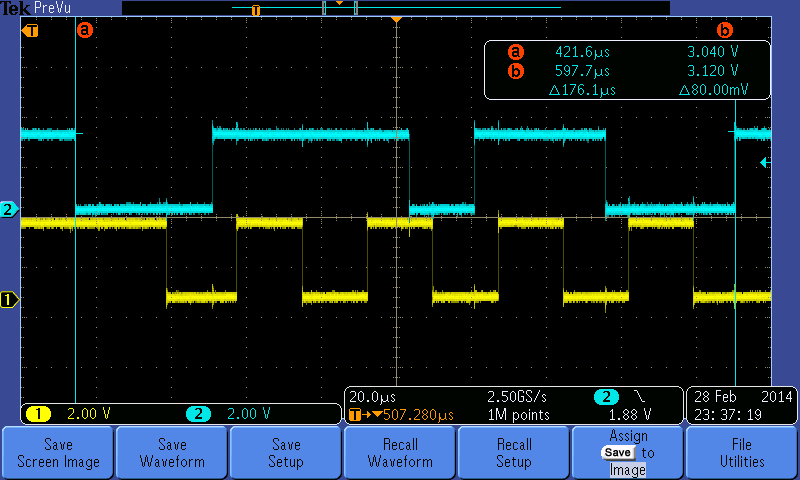 Tek PreVu
T
T a b
a 421.6µs 3.040 V
b 597.7µs 3.120 V
△176.1µs △80.00mV
2
1
1 2.00 V 2 2.00 V
20.0µs 2.50GS/s 2 1.88 V
T→▼507.280µs 1M points
28 Feb 2014
23:37:19
Save Screen Image
Save Waveform
Save Setup
Recall Waveform
Recall Setup
Assign Save to Image
File Utilities